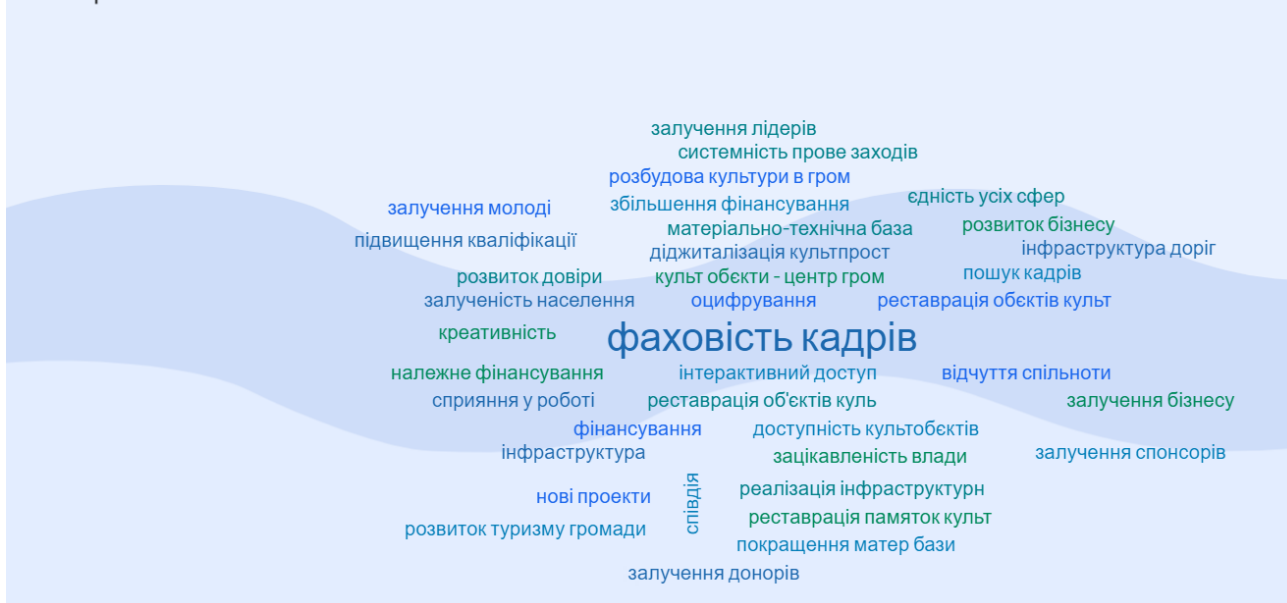 залучення лідерів
системність прове заходів
розбудова культури в гром
єдність усіх сфер
залучення молоді
збільшення фінансування
матеріально-технічна база
розвиток бізнесу
підвищення кваліфікації
діджиталізація культпрост
інфраструктура доріг
розвиток довіри
культ обєкти - центр гром
пошук кадрів
залученість населення
оцифрування
реставрація обєктів культ
креативність
фаховість кадрів
належне фінансування
інтерактивний доступ
відчуття спільноти
сприяння у роботі
реставрація об'єктів куль
залучення бізнесу
фінансування
доступність культобєктів
інфраструктура
зацікавленість влади
залучення спонсорів
нові проекти
співдія
реалізація інфраструктурн
розвиток туризму громади
реставрація памяток культ
покращення матер бази
залучення донорів